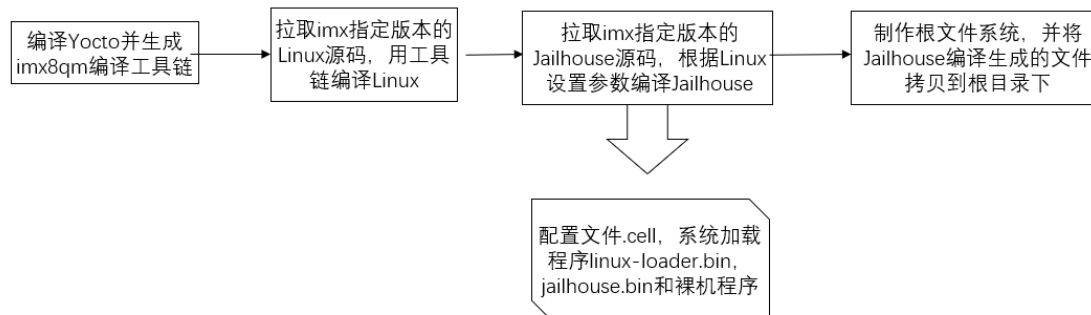 编译Yocto并生成
imx8qm编译工具链
拉取imx指定版本的
Linux源码，用工具
链编译Linux
拉取imx指定版本的
Jailhouse源码，根据Linux
设置参数编译Jailhouse
制作根文件系统，并将
Jailhouse编译生成的文件
拷贝到根目录下
配置文件.cell，系统加载
程序linux-loader.bin，
jailhouse.bin和裸机程序